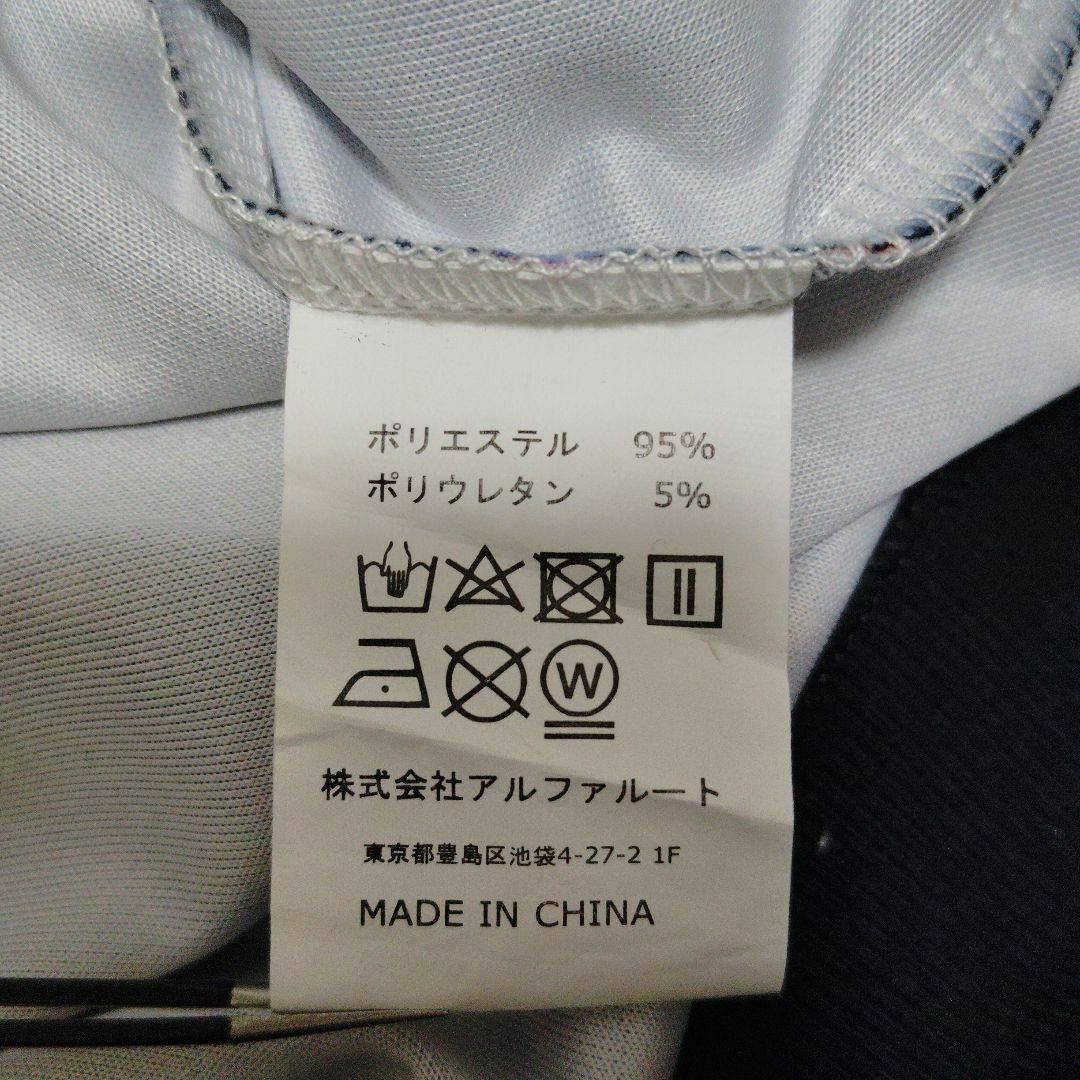 ポリエステル 95%
ポリウレタン 5%
W
株式会社アルファルート
東京都豊島区池袋4-27-2 1F
MADE IN CHINA